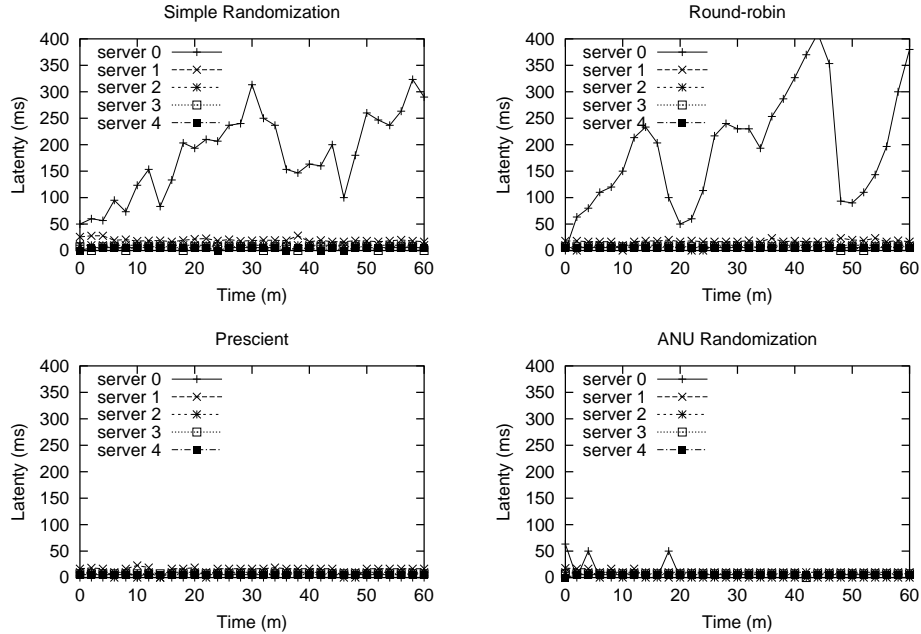 Simple Randomization
Latenty (ms)
400
350
300
250
200
150
100
50
0
server 0
server 1
server 2
server 3
server 4
0 10 20 30 40 50 60
Time (m)
Round-robin
Latenty (ms)
400
350
300
250
200
150
100
50
0
server 0
server 1
server 2
server 3
server 4
0 10 20 30 40 50 60
Time (m)
Prescient
Latenty (ms)
400
350
300
250
200
150
100
50
0
server 0
server 1
server 2
server 3
server 4
0 10 20 30 40 50 60
Time (m)
ANU Randomization
Latenty (ms)
400
350
300
250
200
150
100
50
0
server 0
server 1
server 2
server 3
server 4
0 10 20 30 40 50 60
Time (m)